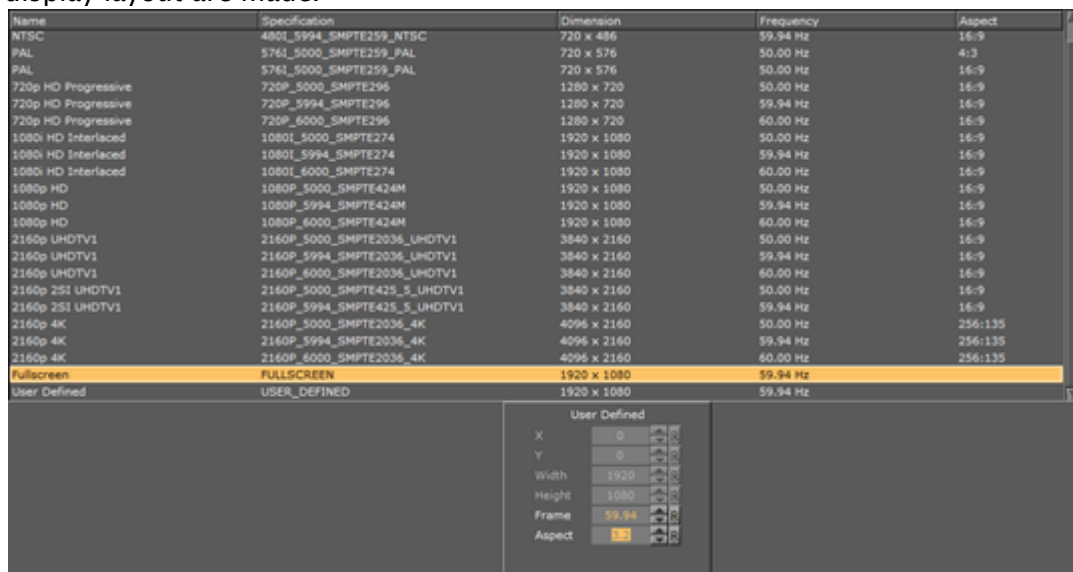 display layout are made.
Name Specification Dimension Frequency Aspect
NTSC 480I_5994_SMPTE259_NTSC 720 x 486 59.94 Hz 16:9
PAL 576I_5000_SMPTE259_PAL 720 x 576 50.00 Hz 4:3
PAL 576I_5000_SMPTE259_PAL 720 x 576 50.00 Hz 16:9
720p HD Progressive 720P_5000_SMPTE296 1280 x 720 50.00 Hz 16:9
720p HD Progressive 720P_5994_SMPTE296 1280 x 720 59.94 Hz 16:9
720p HD Progressive 720P_6000_SMPTE296 1280 x 720 60.00 Hz 16:9
1080i HD Interlaced 1080I_5000_SMPTE274 1920 x 1080 50.00 Hz 16:9
1080i HD Interlaced 1080I_5994_SMPTE274 1920 x 1080 59.94 Hz 16:9
1080i HD Interlaced 1080I_6000_SMPTE274 1920 x 1080 60.00 Hz 16:9
1080p HD 1080P_5000_SMPTE424M 1920 x 1080 50.00 Hz 16:9
1080p HD 1080P_5994_SMPTE424M 1920 x 1080 59.94 Hz 16:9
1080p HD 1080P_6000_SMPTE424M 1920 x 1080 60.00 Hz 16:9
2160p UHDTV1 2160P_5000_SMPTE2036_UHDTV1 3840 x 2160 50.00 Hz 16:9
2160p UHDTV1 2160P_5994_SMPTE2036_UHDTV1 3840 x 2160 59.94 Hz 16:9
2160p UHDTV1 2160P_6000_SMPTE2036_UHDTV1 3840 x 2160 60.00 Hz 16:9
2160p 2SI UHDTV1 2160P_5000_SMPTE425_5_UHDTV1 3840 x 2160 50.00 Hz 16:9
2160p 2SI UHDTV1 2160P_5994_SMPTE425_5_UHDTV1 3840 x 2160 59.94 Hz 16:9
2160p 4K 2160P_5000_SMPTE2036_4K 4096 x 2160 50.00 Hz 256:135
2160p 4K 2160P_5994_SMPTE2036_4K 4096 x 2160 59.94 Hz 256:135
2160p 4K 2160P_6000_SMPTE2036_4K 4096 x 2160 60.00 Hz 256:135
Fullscreen FULLSCREEN 1920 x 1080 59.94 Hz
User Defined USER_DEFINED 1920 x 1080 59.94 Hz
User Defined
X 0 R
Y 0 R
Width 1920 R
Height 1080 R
Frame 59.94 R
Aspect 3.2 R